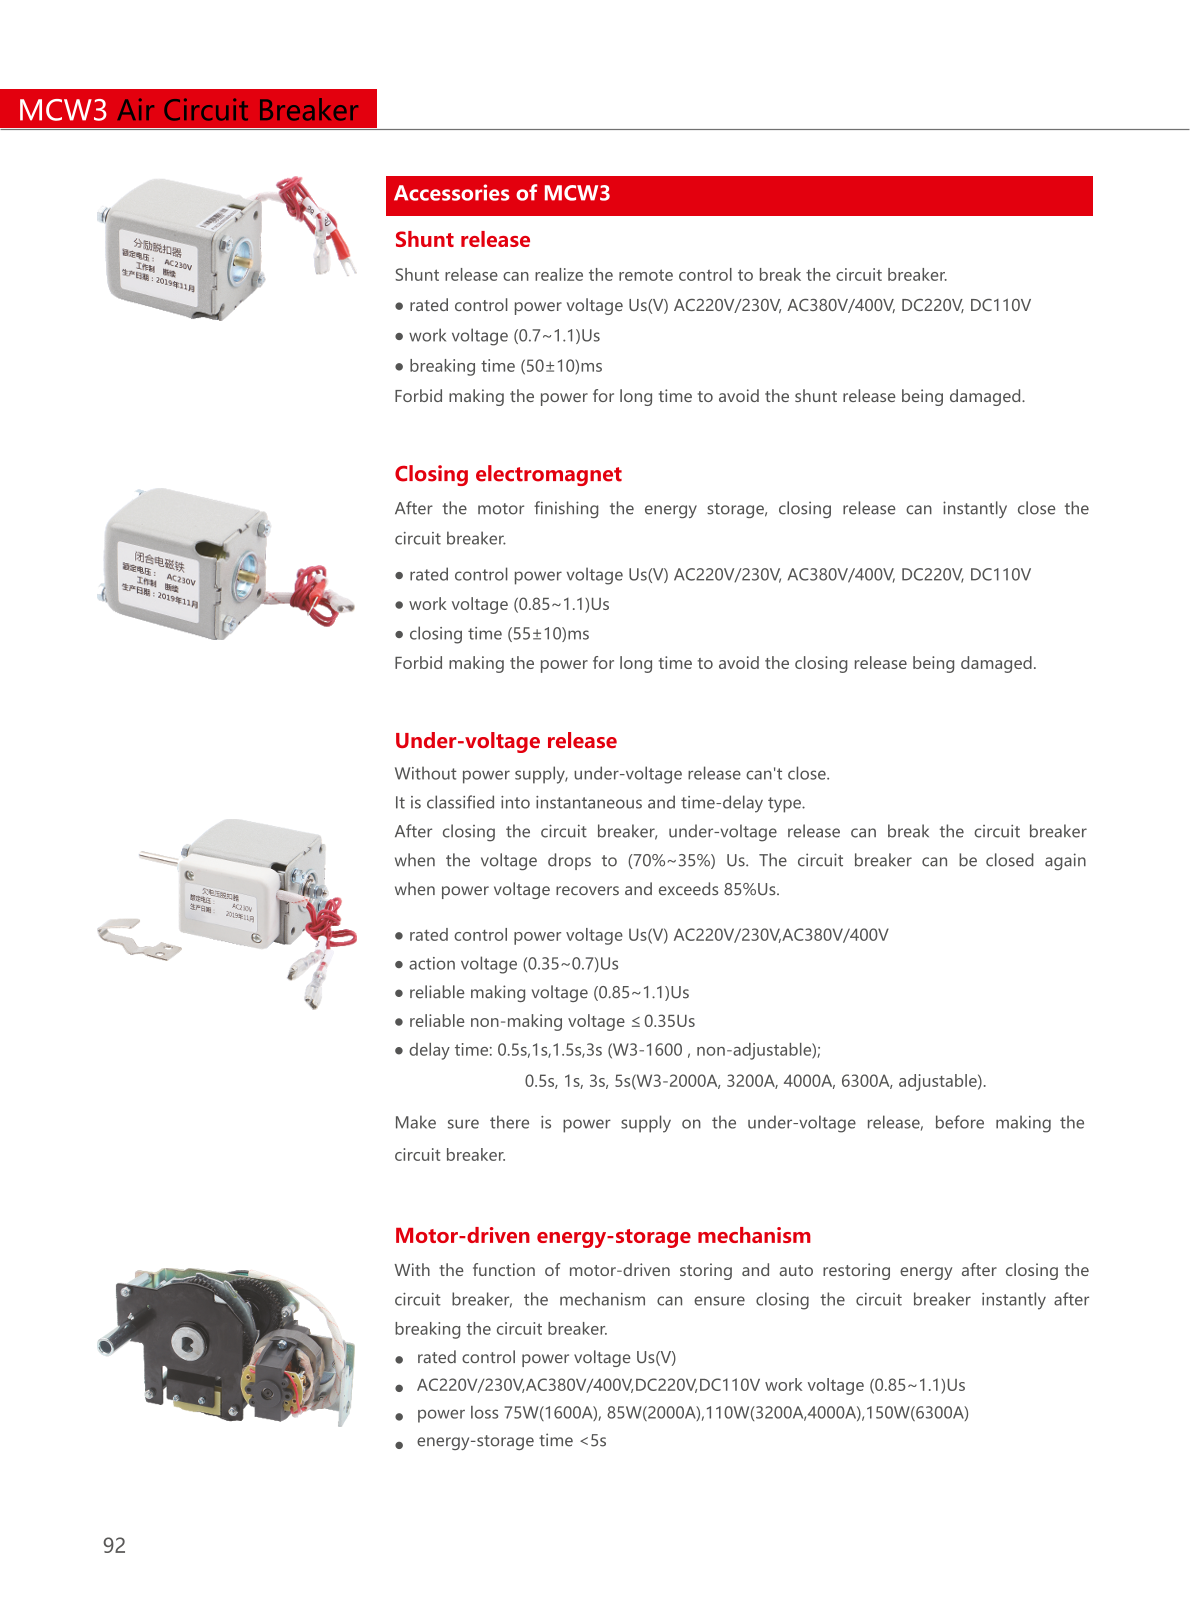 MCW3 Air Circuit Breaker
分励脱扣器
额定电压： AC230V
工作制 断续
生产日期：2019年11月
Accessories of MCW3
Shunt release
Shunt release can realize the remote control to break the circuit breaker.
● rated control power voltage Us(V) AC220V/230V, AC380V/400V, DC220V, DC110V
● work voltage (0.7~1.1)Us
● breaking time (50±10)ms
Forbid making the power for long time to avoid the shunt release being damaged.
闭合电磁铁
额定电压： AC230V
工作制 断续
生产日期：2019年11月
Closing electromagnet
After the motor finishing the energy storage, closing release can instantly close the
circuit breaker.
● rated control power voltage Us(V) AC220V/230V, AC380V/400V, DC220V, DC110V
● work voltage (0.85~1.1)Us
● closing time (55±10)ms
Forbid making the power for long time to avoid the closing release being damaged.
欠电压脱扣器
额定电压： AC230V
生产日期： 2019年11月
Under-voltage release
Without power supply, under-voltage release can't close.
It is classified into instantaneous and time-delay type.
After closing the circuit breaker, under-voltage release can break the circuit breaker
when the voltage drops to (70%~35%) Us. The circuit breaker can be closed again
when power voltage recovers and exceeds 85%Us.
● rated control power voltage Us(V) AC220V/230V,AC380V/400V
● action voltage (0.35~0.7)Us
● reliable making voltage (0.85~1.1)Us
● reliable non-making voltage ≤0.35Us
● delay time: 0.5s,1s,1.5s,3s (W3-1600 , non-adjustable);
0.5s, 1s, 3s, 5s(W3-2000A, 3200A, 4000A, 6300A, adjustable).
Make sure there is power supply on the under-voltage release, before making the
circuit breaker.
Motor-driven energy-storage mechanism
With the function of motor-driven storing and auto restoring energy after closing the
circuit breaker, the mechanism can ensure closing the circuit breaker instantly after
breaking the circuit breaker.
● rated control power voltage Us(V)
● AC220V/230V,AC380V/400V,DC220V,DC110V work voltage (0.85~1.1)Us
● power loss 75W(1600A), 85W(2000A),110W(3200A,4000A),150W(6300A)
● energy-storage time <5s
92